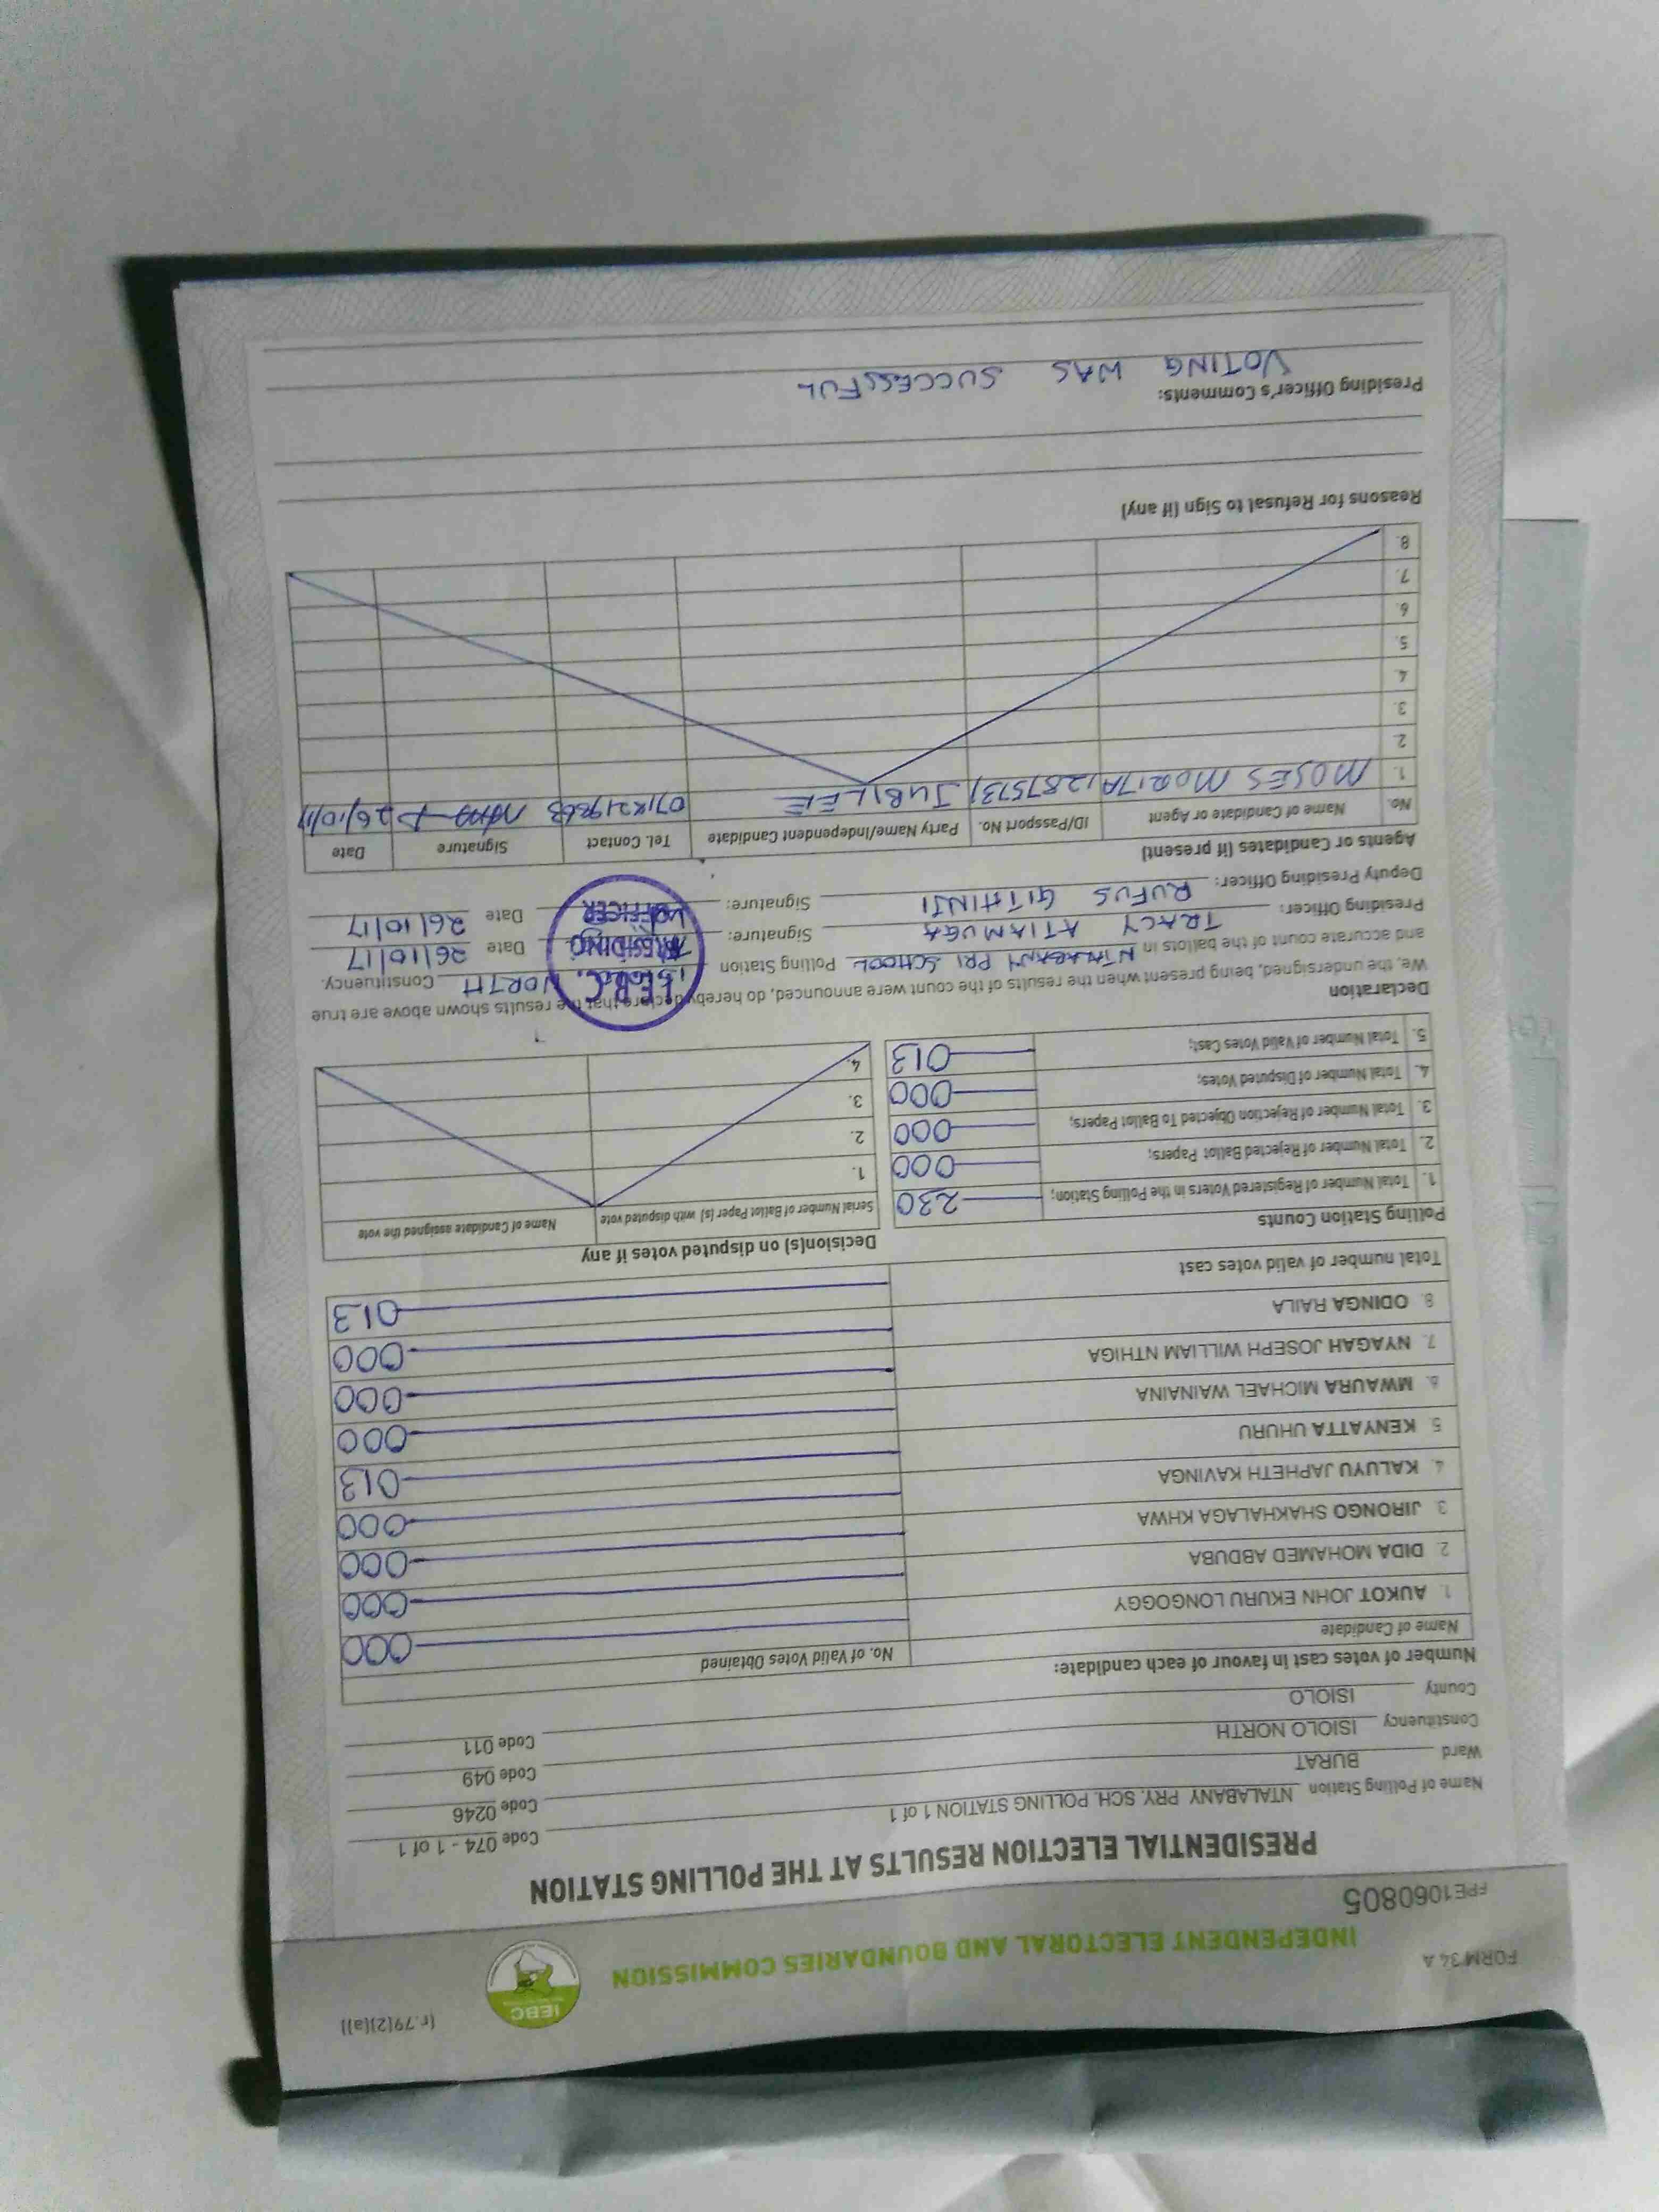 FORM 34 A
(r.79(2)(a))
IEBC
INDEPENDENT ELECTORAL AND BOUNDARIES COMMISSION
FPE1060805
PRESIDENTIAL ELECTION RESULTS AT THE POLLING STATION
Name of Polling Station NTALABANY PRY. SCH. POLLING STATION 1 of 1 Code 074 - 1 of 1
Ward BURAT Code 0246
Constituency ISIOLO NORTH Code 049
County ISIOLO Code 011
Number of votes cast in favour of each candidate:
Name of Candidate No. of Valid Votes Obtained
1. AUKOT JOHN EKURU LONGOGGY 000
2. DIDA MOHAMED ABDUBA 000
3. JIRONGO SHAKHALAGA KHWA 000
4. KALUYU JAPHETH KAVINGA 000
5. KENYATTA UHURU 013
6. MWAURA MICHAEL WAINAINA 000
7. NYAGAH JOSEPH WILLIAM NTHIGA 000
8. ODINGA RAILA 000
Total number of valid votes cast 013
Polling Station Counts
1. Total Number of Registered Voters in the Polling Station; 230
2. Total Number of Rejected Ballot Papers; 000
3. Total Number of Rejection Objected To Ballot Papers; 000
4. Total Number of Disputed Votes; 000
5. Total Number of Valid Votes Cast; 013
Decision(s) on disputed votes if any
Serial Number of Ballot Paper (s) with disputed vote Name of Candidate assigned the vote
1.
2.
3.
4.
Declaration
We, the undersigned, being present when the results of the count were announced, do hereby declare that the results shown above are true
and accurate count of the ballots in PRI SCHOOL Polling Station NORTH Constituency.
Presiding Officer: TRACY ATIAMUGA Signature: Date 26/10/17
Deputy Presiding Officer: RUFUS GITHINJI Signature: Date 26/10/17
I.E.B.C.
PRESIDING
OFFICER
Agents or Candidates (if present)
No. Name of Candidate or Agent ID/Passport No. Party Name/Independent Candidate Tel. Contact Signature Date
1. MOSES JUBILEE 26/10/17
2.
3.
4.
5.
6.
7.
8.
Reasons for Refusal to Sign (if any)
Presiding Officer's Comments:
VOTING WAS SUCCESSFUL